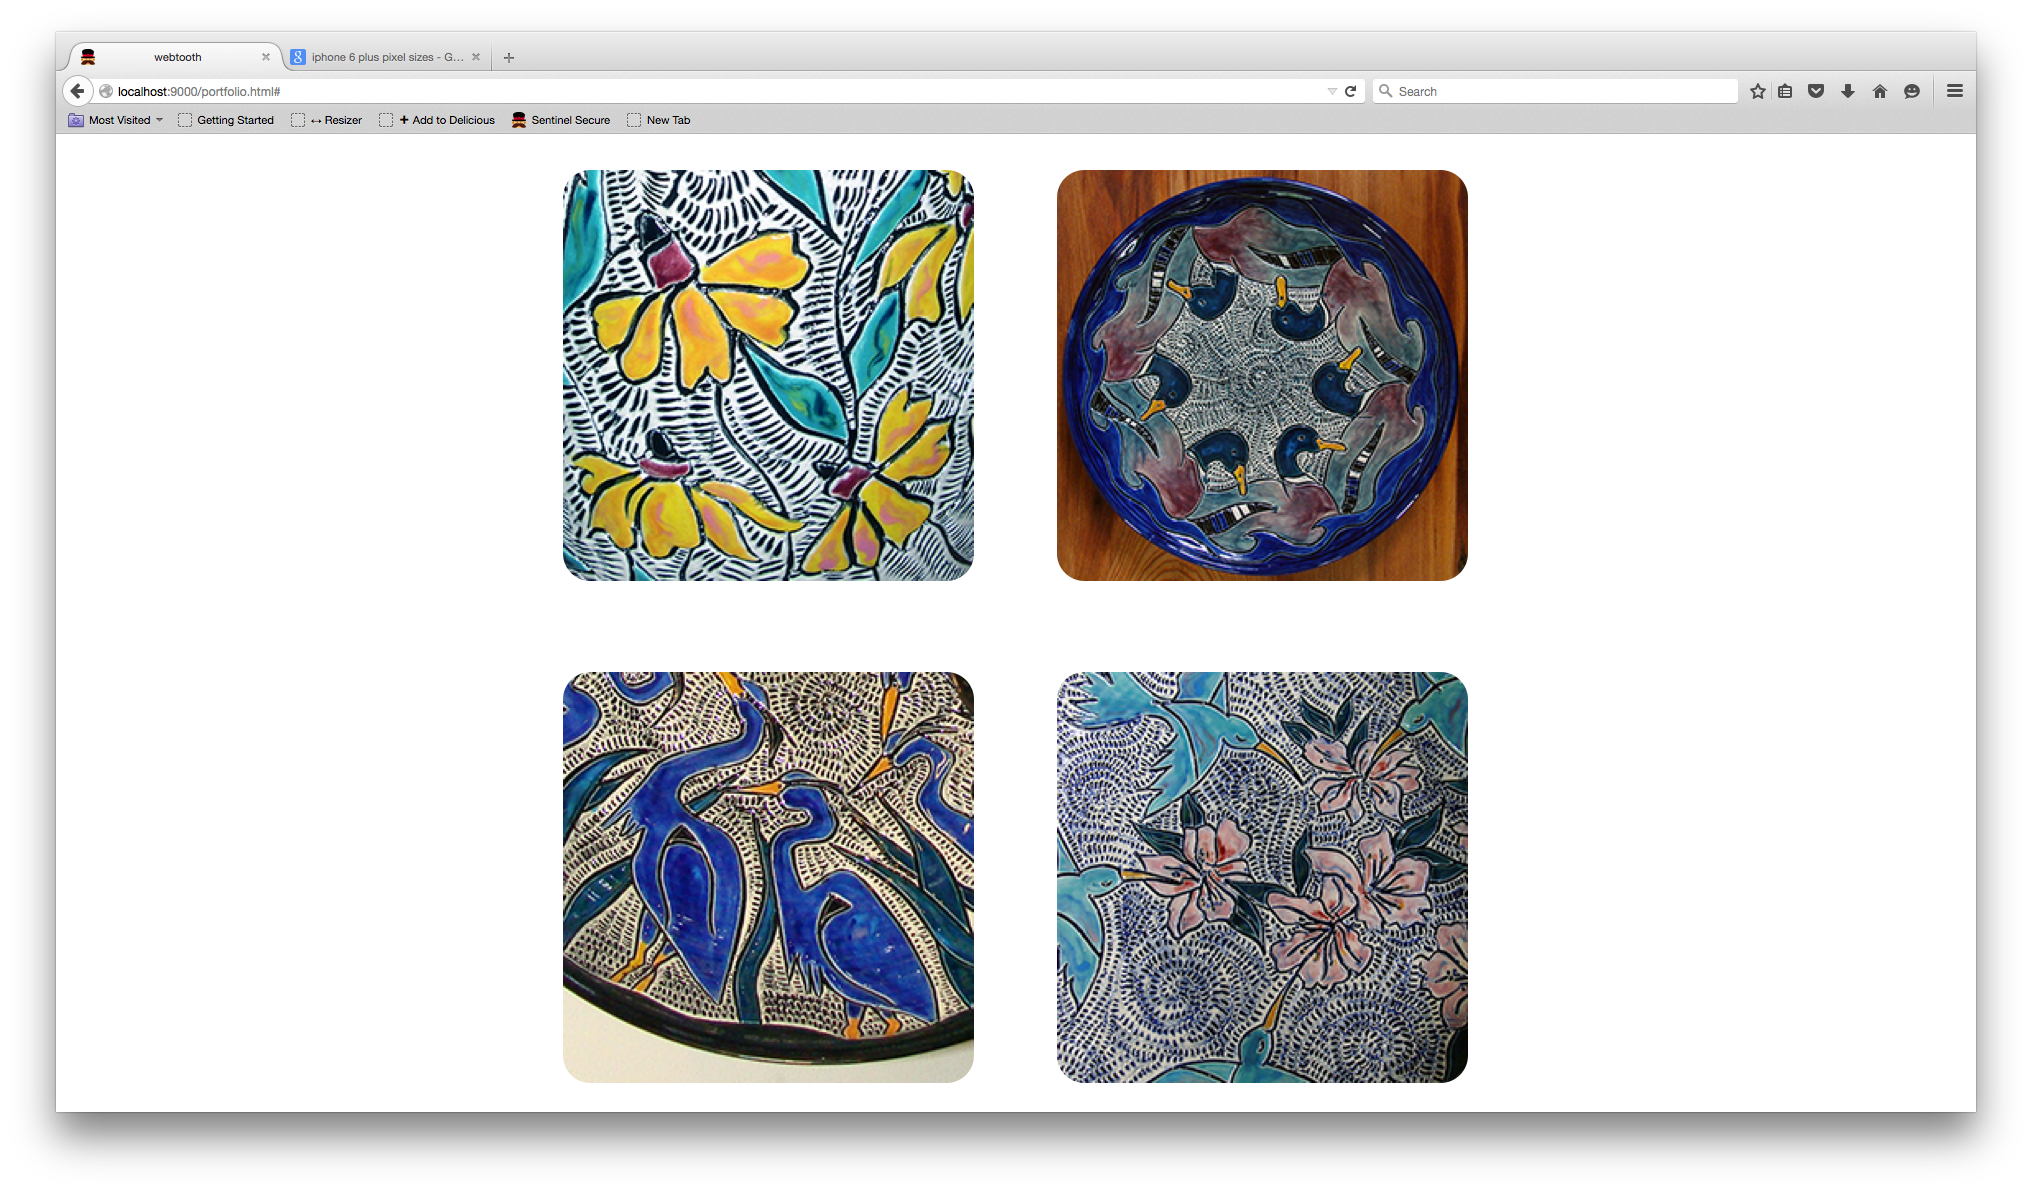 webtooth
iphone 6 plus pixel sizes - G...
localhost:9000/portfolio.html#
Search
Most Visited
Getting Started
↔ Resizer
+ Add to Delicious
Sentinel Secure
New Tab